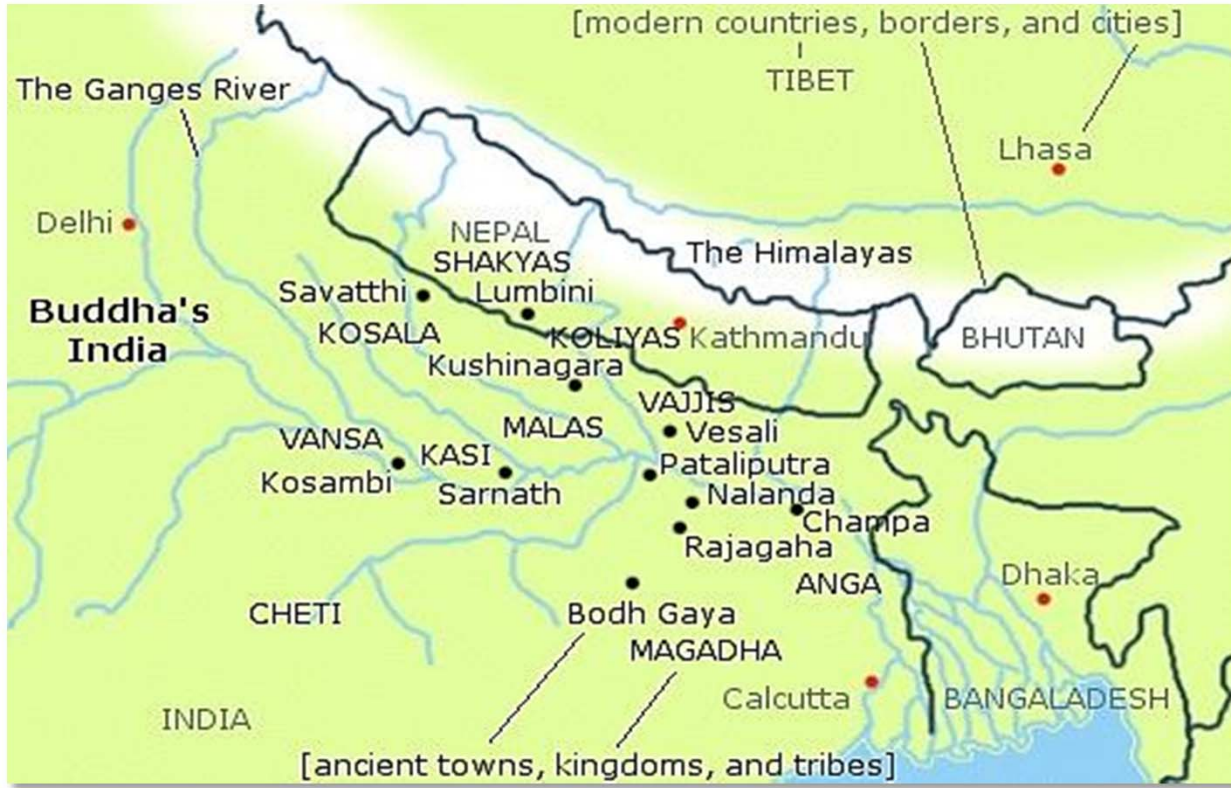 [modern countries, borders, and cities]
TIBET
The Ganges River
Lhasa
Delhi
NEPAL
The Himalayas
SHAKYAS
Savatthi
Lumbini
Buddha's
India
KOSALA
KOLIYAS
Kathmandu
BHUTAN
Kushinagara
VAJJIS
MALAS
Vesali
VANSA
KASI
Pataliputra
Kosambi
Sarnath
Nalanda
Champa
Rajagaha
ANGA
Dhaka
CHETI
Bodh Gaya
MAGADHA
Calcutta
BANGALADESH
INDIA
[ancient towns, kingdoms, and tribes]